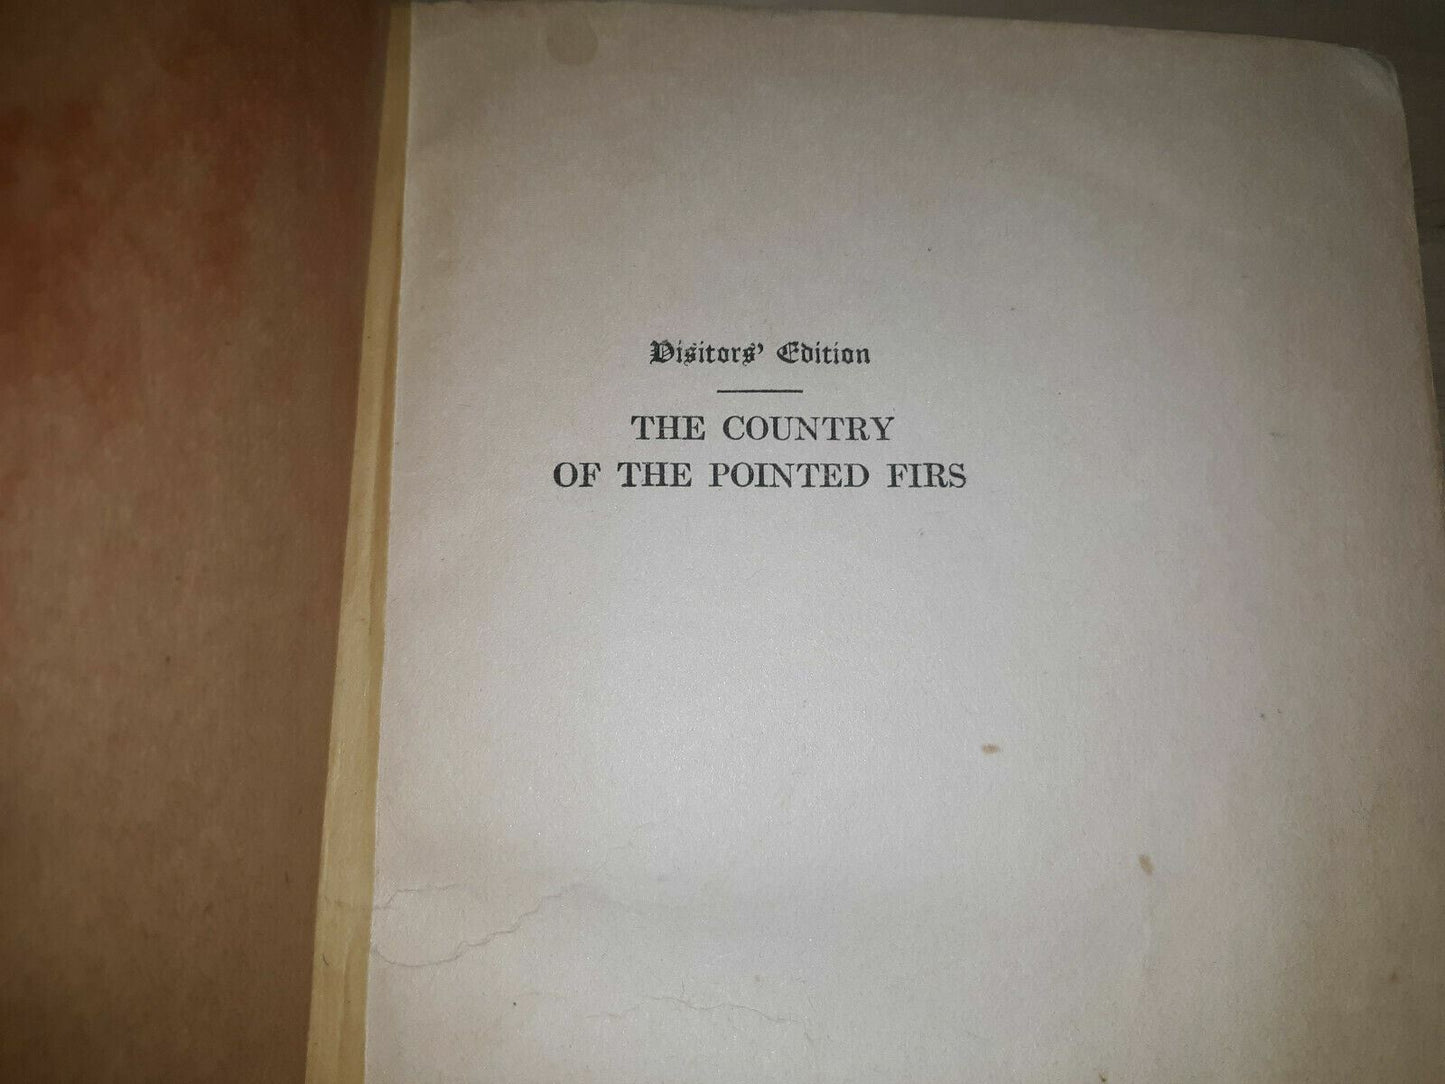 Visitors' Edition
THE COUNTRY
OF THE POINTED FIRS